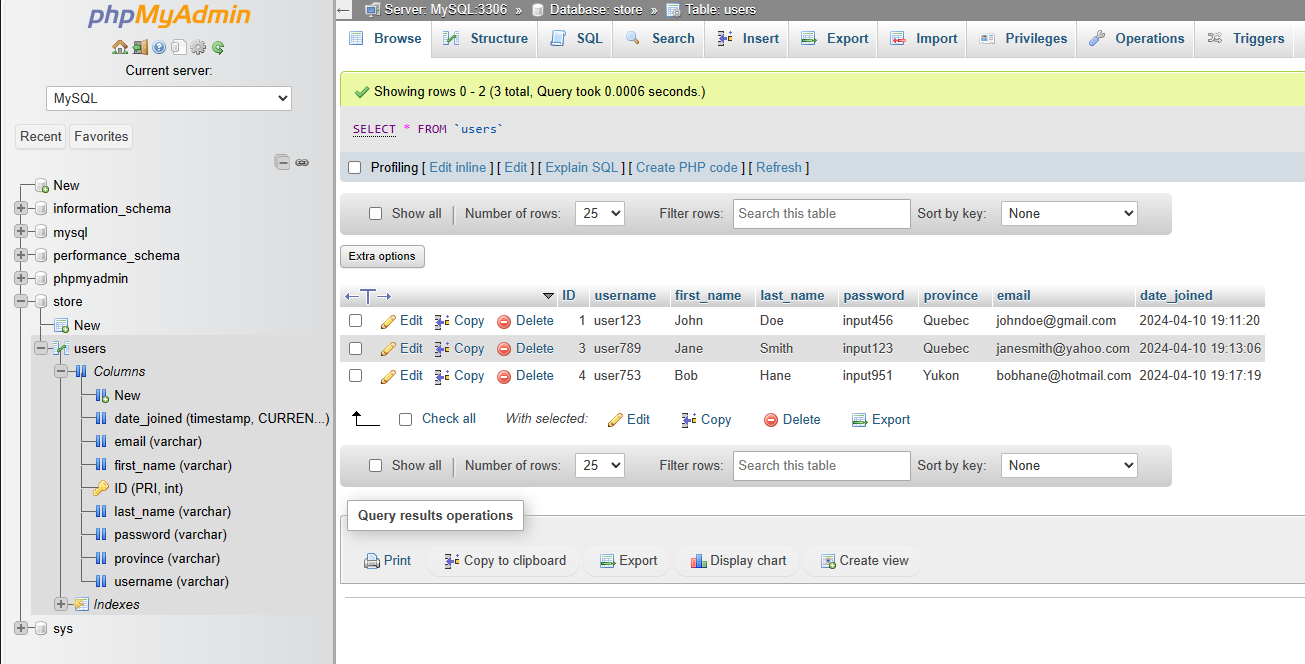 phpMyAdmin
Current server:
MySQL
Recent Favorites
New
information_schema
mysql
performance_schema
phpmyadmin
store
New
users
Columns
New
date_joined (timestamp, CURREN...)
email (varchar)
first_name (varchar)
ID (PRI, int)
last_name (varchar)
password (varchar)
province (varchar)
username (varchar)
Indexes
sys
Server: MySQL:3306 » Database: store » Table: users
Browse Structure SQL Search Insert Export Import Privileges Operations Triggers
Showing rows 0 - 2 (3 total, Query took 0.0006 seconds.)
SELECT * FROM `users`
Profiling [ Edit inline ] [ Edit ] [ Explain SQL ] [ Create PHP code ] [ Refresh ]
Show all | Number of rows: 25 Filter rows: Search this table Sort by key: None
Extra options
←T→ ID username first_name last_name password province email date_joined
Edit Copy Delete 1 user123 John Doe input456 Quebec johndoe@gmail.com 2024-04-10 19:11:20
Edit Copy Delete 3 user789 Jane Smith input123 Quebec janesmith@yahoo.com 2024-04-10 19:13:06
Edit Copy Delete 4 user753 Bob Hane input951 Yukon bobhane@hotmail.com 2024-04-10 19:17:19
Check all With selected: Edit Copy Delete Export
Show all | Number of rows: 25 Filter rows: Search this table Sort by key: None
Query results operations
Print Copy to clipboard Export Display chart Create view